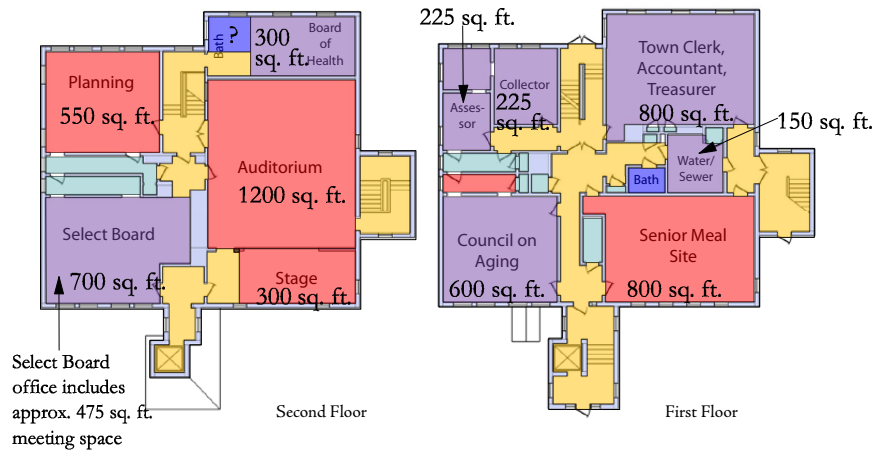 Bath
?
300
sq. ft.
Board
of
Health
Planning
550 sq. ft.
Auditorium
1200 sq. ft.
Select Board
700 sq. ft.
Stage
300 sq. ft.
Select Board
office includes
approx. 475 sq. ft.
meeting space
Second Floor
225 sq. ft.
Collector
225
sq. ft.
Asses-
sor
Town Clerk,
Accountant,
Treasurer
800 sq. ft.
150 sq. ft.
Water/
Sewer
Bath
Council on
Aging
600 sq. ft.
Senior Meal
Site
800 sq. ft.
First Floor